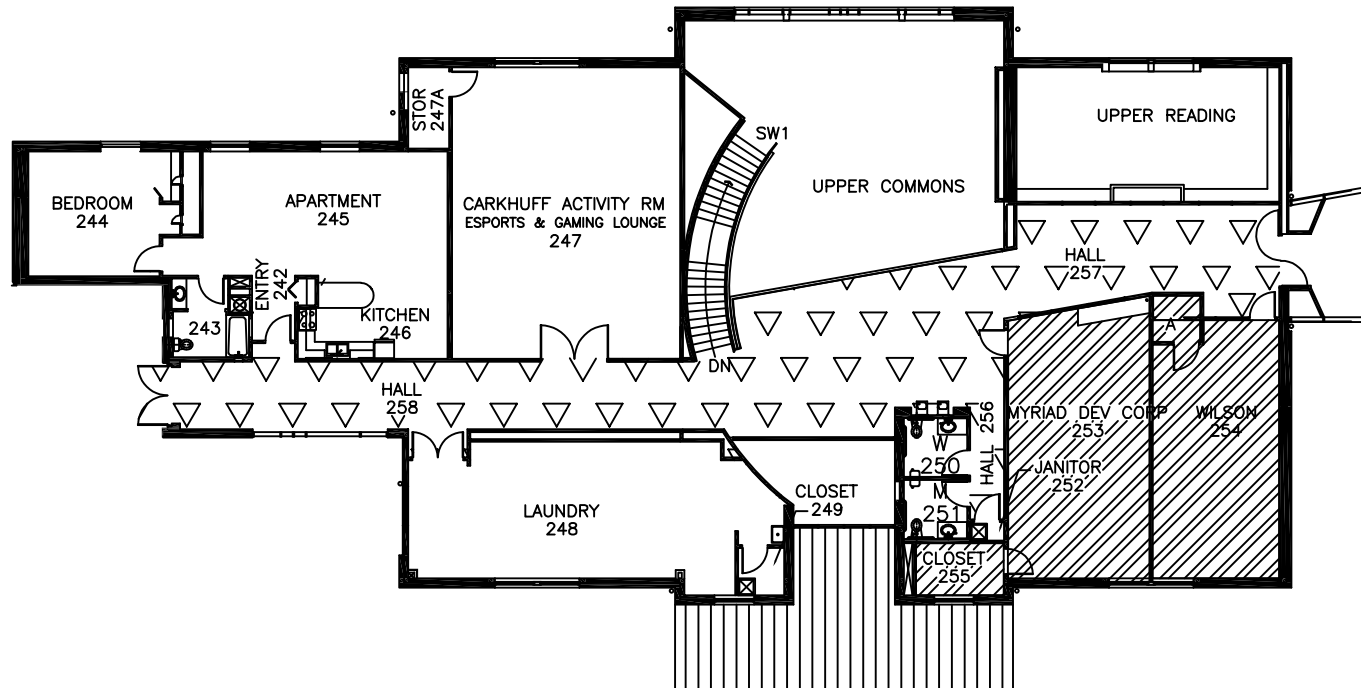 STOR
247A
UPPER READING
SW1
BEDROOM
244
APARTMENT
245
CARKHUFF ACTIVITY RM
ESPORTS & GAMING LOUNGE
247
UPPER COMMONS
HALL
257
ENTRY
242
243
KITCHEN
246
A
DN
HALL
258
HALL 256
MYRIAD DEV CORP
253
WILSON
254
W
250
JANITOR
252
M
251
CLOSET
249
LAUNDRY
248
CLOSET
255